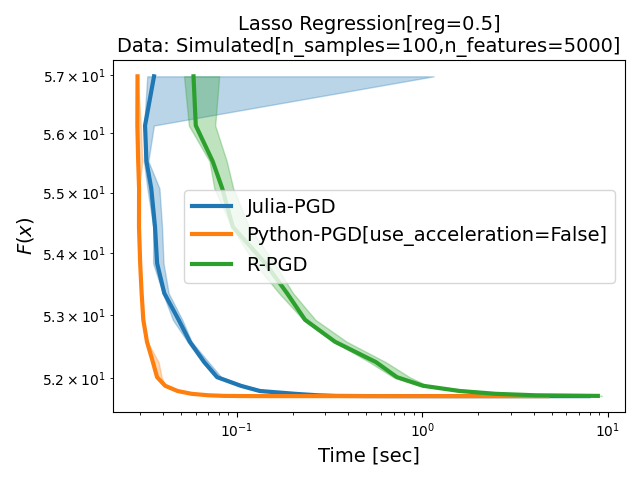 Lasso Regression[reg=0.5]
Data: Simulated[n_samples=100,n_features=5000]
5.7 × 10¹
5.6 × 10¹
5.5 × 10¹
5.4 × 10¹
5.3 × 10¹
5.2 × 10¹
F(x)
Julia-PGD
Python-PGD[use_acceleration=False]
R-PGD
10⁻¹
10⁰
10¹
Time [sec]